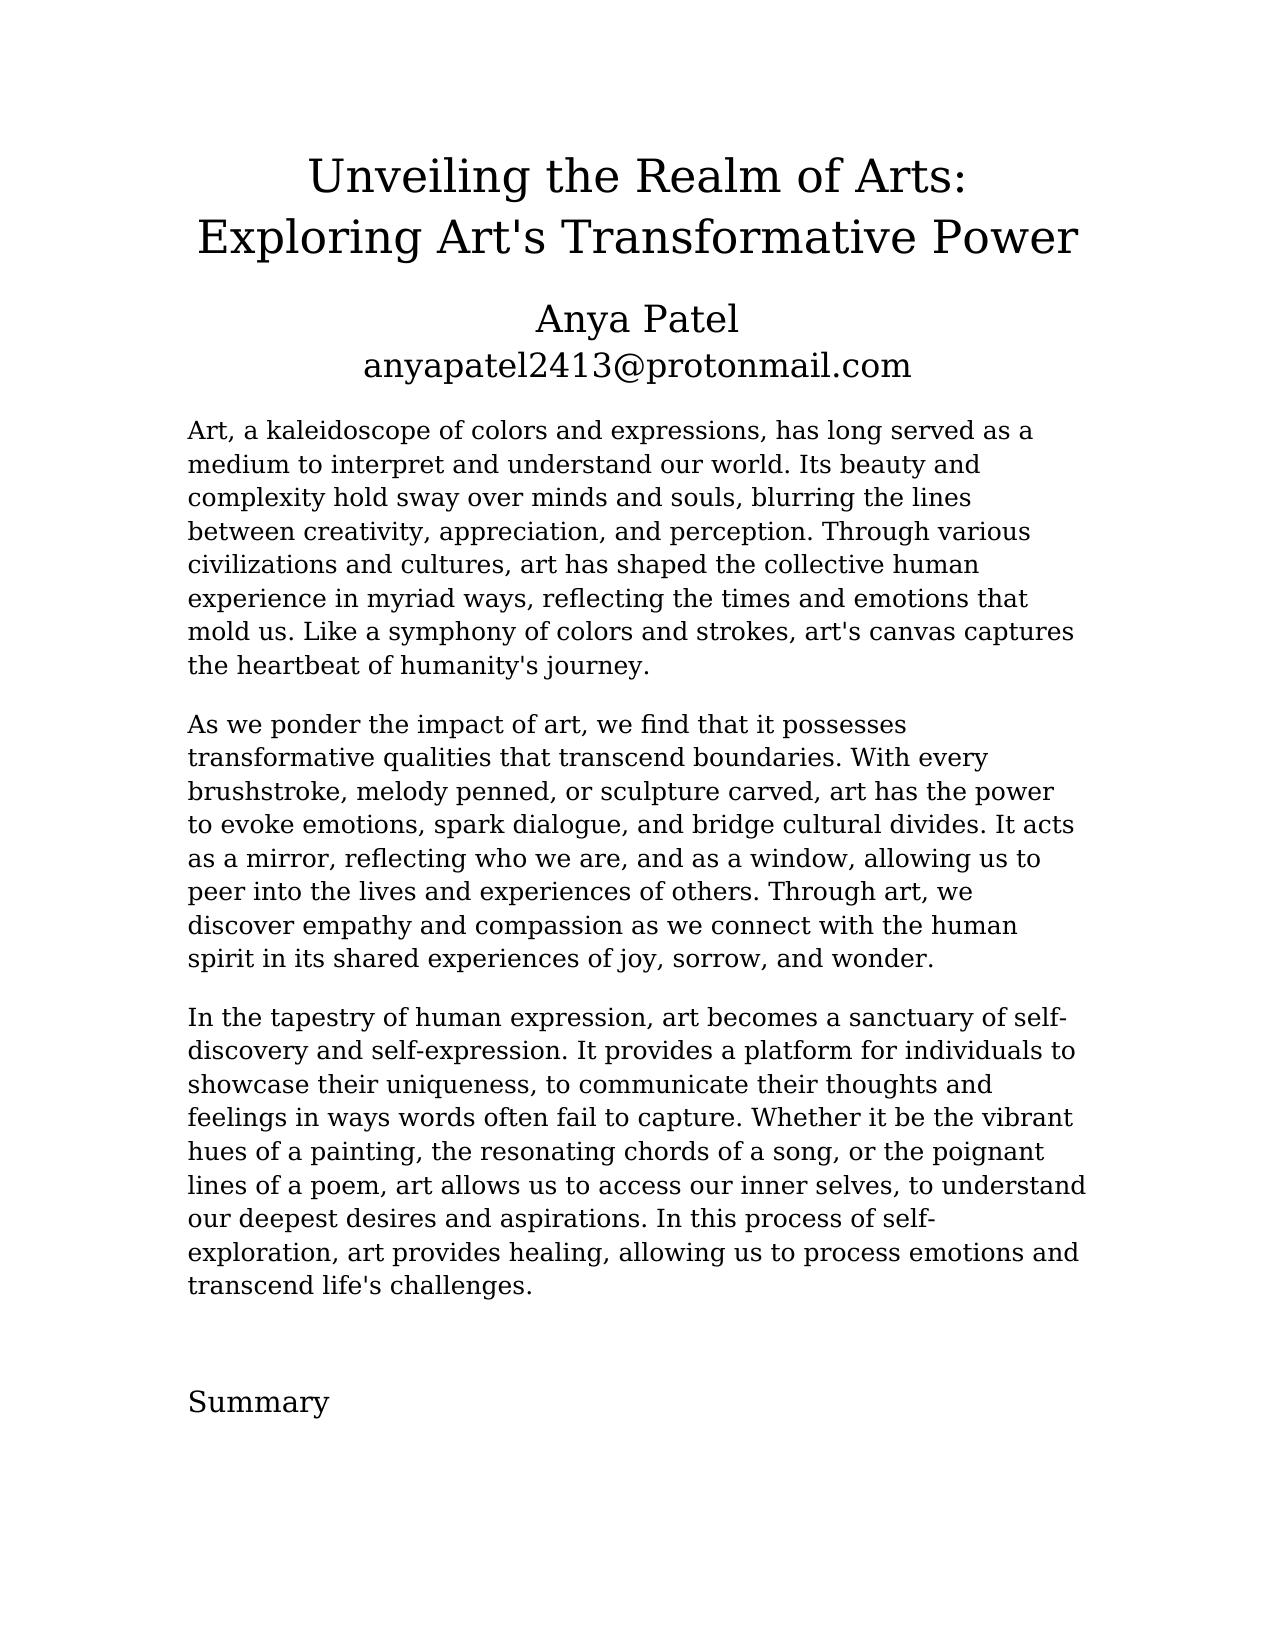 Unveiling the Realm of Arts:
Exploring Art's Transformative Power
Anya Patel
anyapatel2413@protonmail.com
Art, a kaleidoscope of colors and expressions, has long served as a
medium to interpret and understand our world. Its beauty and
complexity hold sway over minds and souls, blurring the lines
between creativity, appreciation, and perception. Through various
civilizations and cultures, art has shaped the collective human
experience in myriad ways, reflecting the times and emotions that
mold us. Like a symphony of colors and strokes, art's canvas captures
the heartbeat of humanity's journey.
As we ponder the impact of art, we find that it possesses
transformative qualities that transcend boundaries. With every
brushstroke, melody penned, or sculpture carved, art has the power
to evoke emotions, spark dialogue, and bridge cultural divides. It acts
as a mirror, reflecting who we are, and as a window, allowing us to
peer into the lives and experiences of others. Through art, we
discover empathy and compassion as we connect with the human
spirit in its shared experiences of joy, sorrow, and wonder.
In the tapestry of human expression, art becomes a sanctuary of self-
discovery and self-expression. It provides a platform for individuals to
showcase their uniqueness, to communicate their thoughts and
feelings in ways words often fail to capture. Whether it be the vibrant
hues of a painting, the resonating chords of a song, or the poignant
lines of a poem, art allows us to access our inner selves, to understand
our deepest desires and aspirations. In this process of self-
exploration, art provides healing, allowing us to process emotions and
transcend life's challenges.
Summary